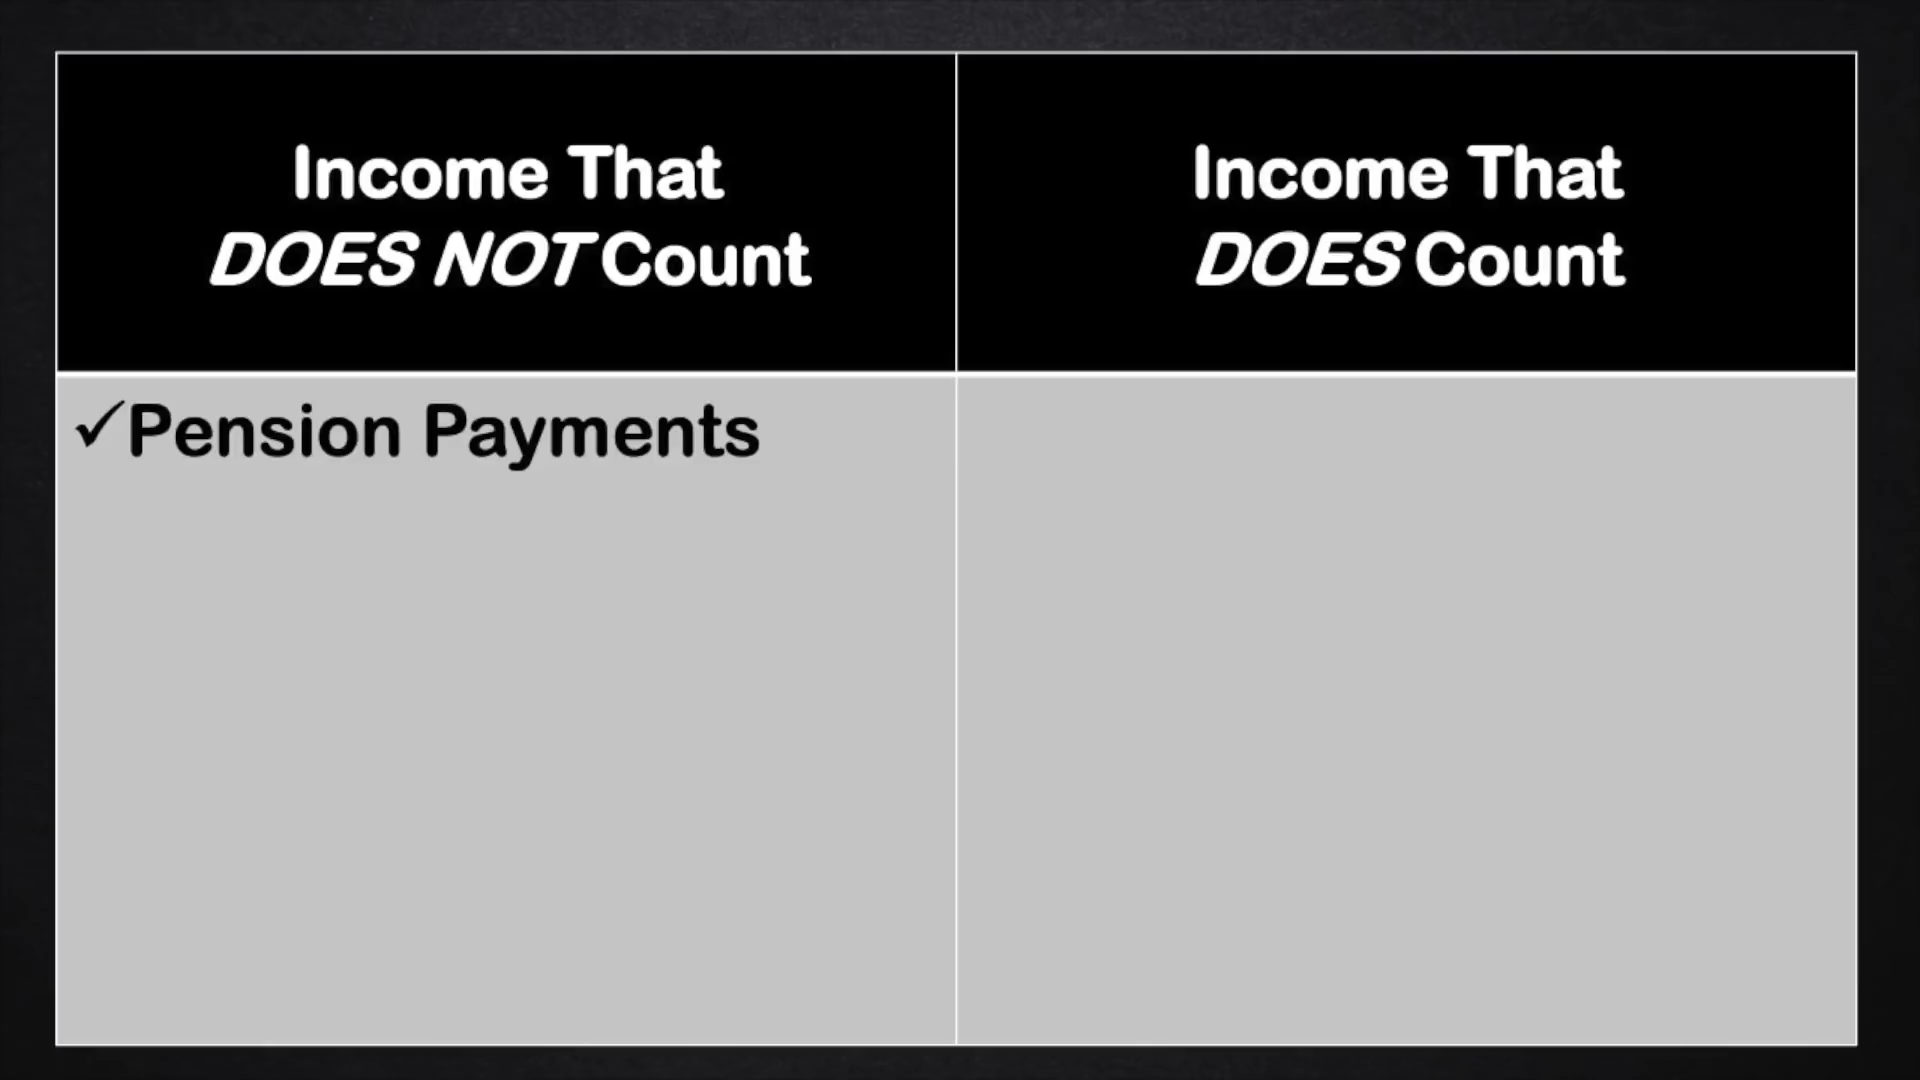 Income That
DOES NOT Count
Income That
DOES Count
✓Pension Payments